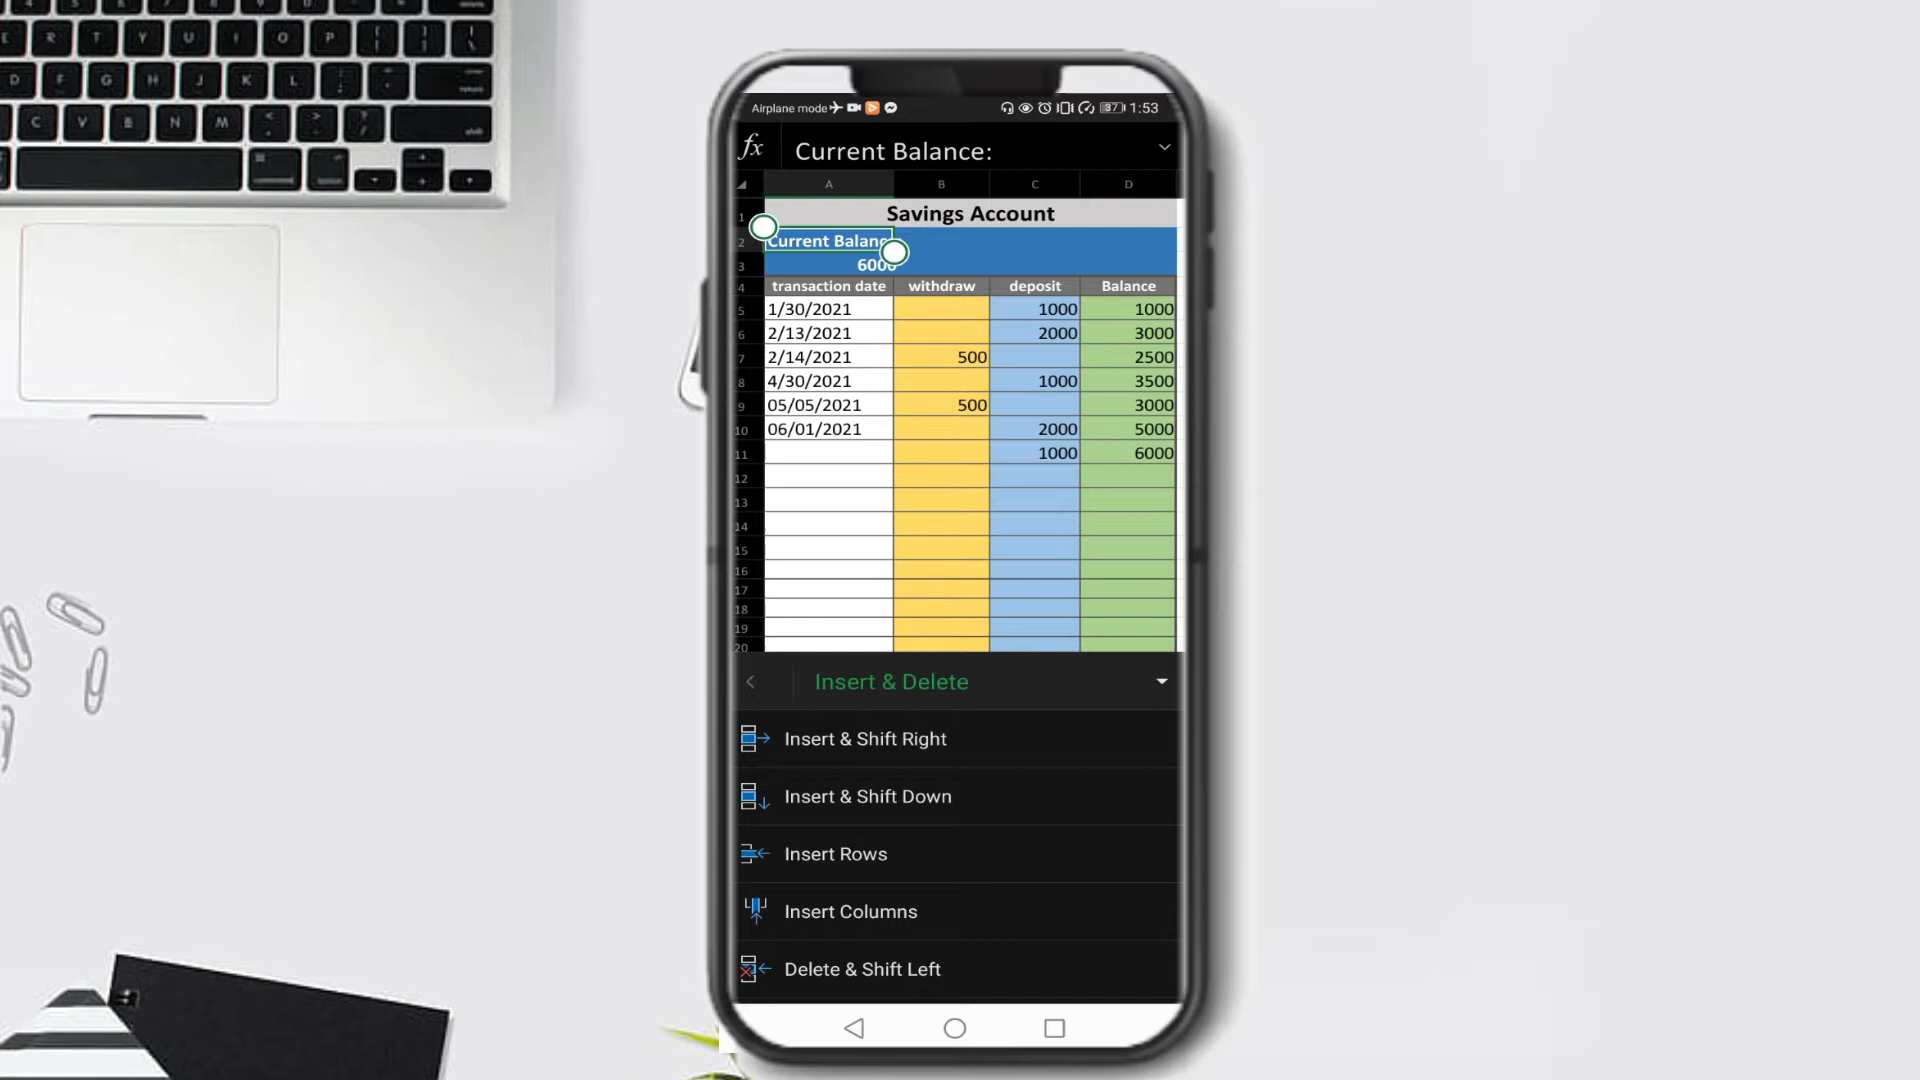 Airplane mode 37 1:53
fx Current Balance:
A B C D
1 Savings Account
2 Current Balanc
3 6000
4 transaction date withdraw deposit Balance
5 1/30/2021 1000 1000
6 2/13/2021 2000 3000
7 2/14/2021 500 2500
8 4/30/2021 1000 3500
9 05/05/2021 500 3000
10 06/01/2021 2000 5000
11 1000 6000
12
13
14
15
16
17
18
19
20
Insert & Delete
Insert & Shift Right
Insert & Shift Down
Insert Rows
Insert Columns
Delete & Shift Left
E R T Y U I O P
D F G H J K L
C V B N M